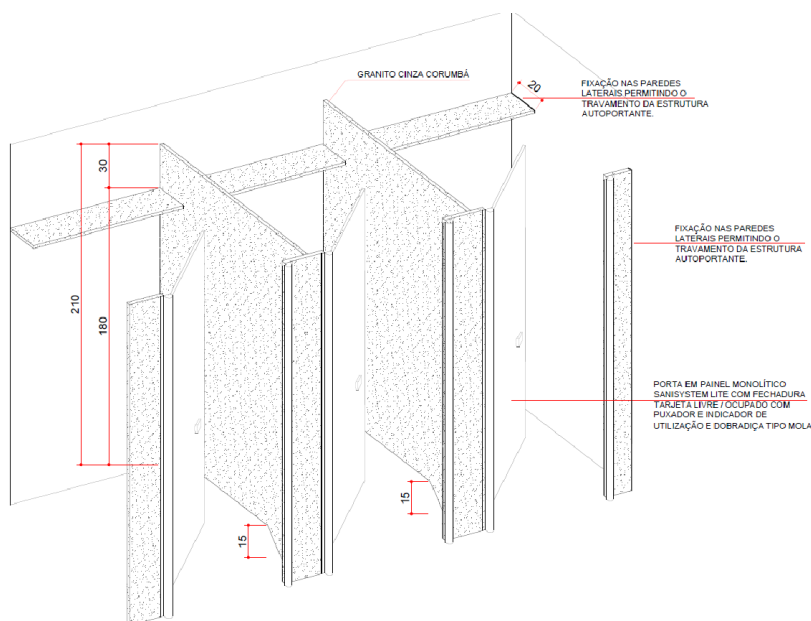 GRANITO CINZA CORUMBÁ
20
FIXAÇÃO NAS PAREDES
LATERAIS PERMITINDO O
TRAVAMENTO DA ESTRUTURA
AUTOPORTANTE.
30
210
180
FIXAÇÃO NAS PAREDES
LATERAIS PERMITINDO O
TRAVAMENTO DA ESTRUTURA
AUTOPORTANTE.
PORTA EM PAINEL MONOLÍTICO
SANISYSTEM LITE COM FECHADURA
TARJETA LIVRE / OCUPADO COM
PUXADOR E INDICADOR DE
UTILIZAÇÃO E DOBRADIÇA TIPO MOLA
15
15